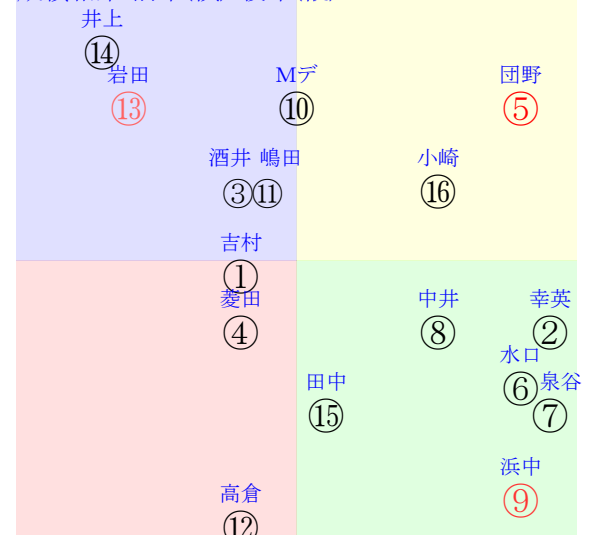 井上
⑭
岩田 Mデ 団野
⑬ ⑩ ⑤
酒井 嶋田 小崎
③ ⑪ ⑯
吉村
①
菱田 中井 幸英
④ ⑧ ②
水口
⑥
田中 泉谷
⑮ ⑦
浜中
⑨
高倉
⑫